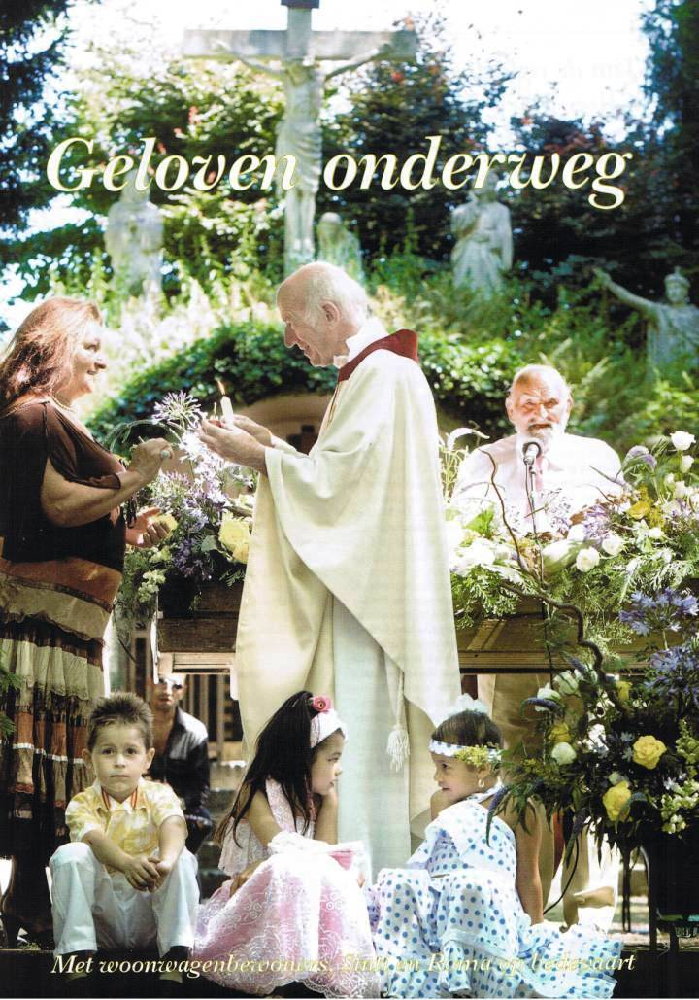 Geloven onderweg
Met woonwagenbewoners, Sinti en Roma op bedevaart